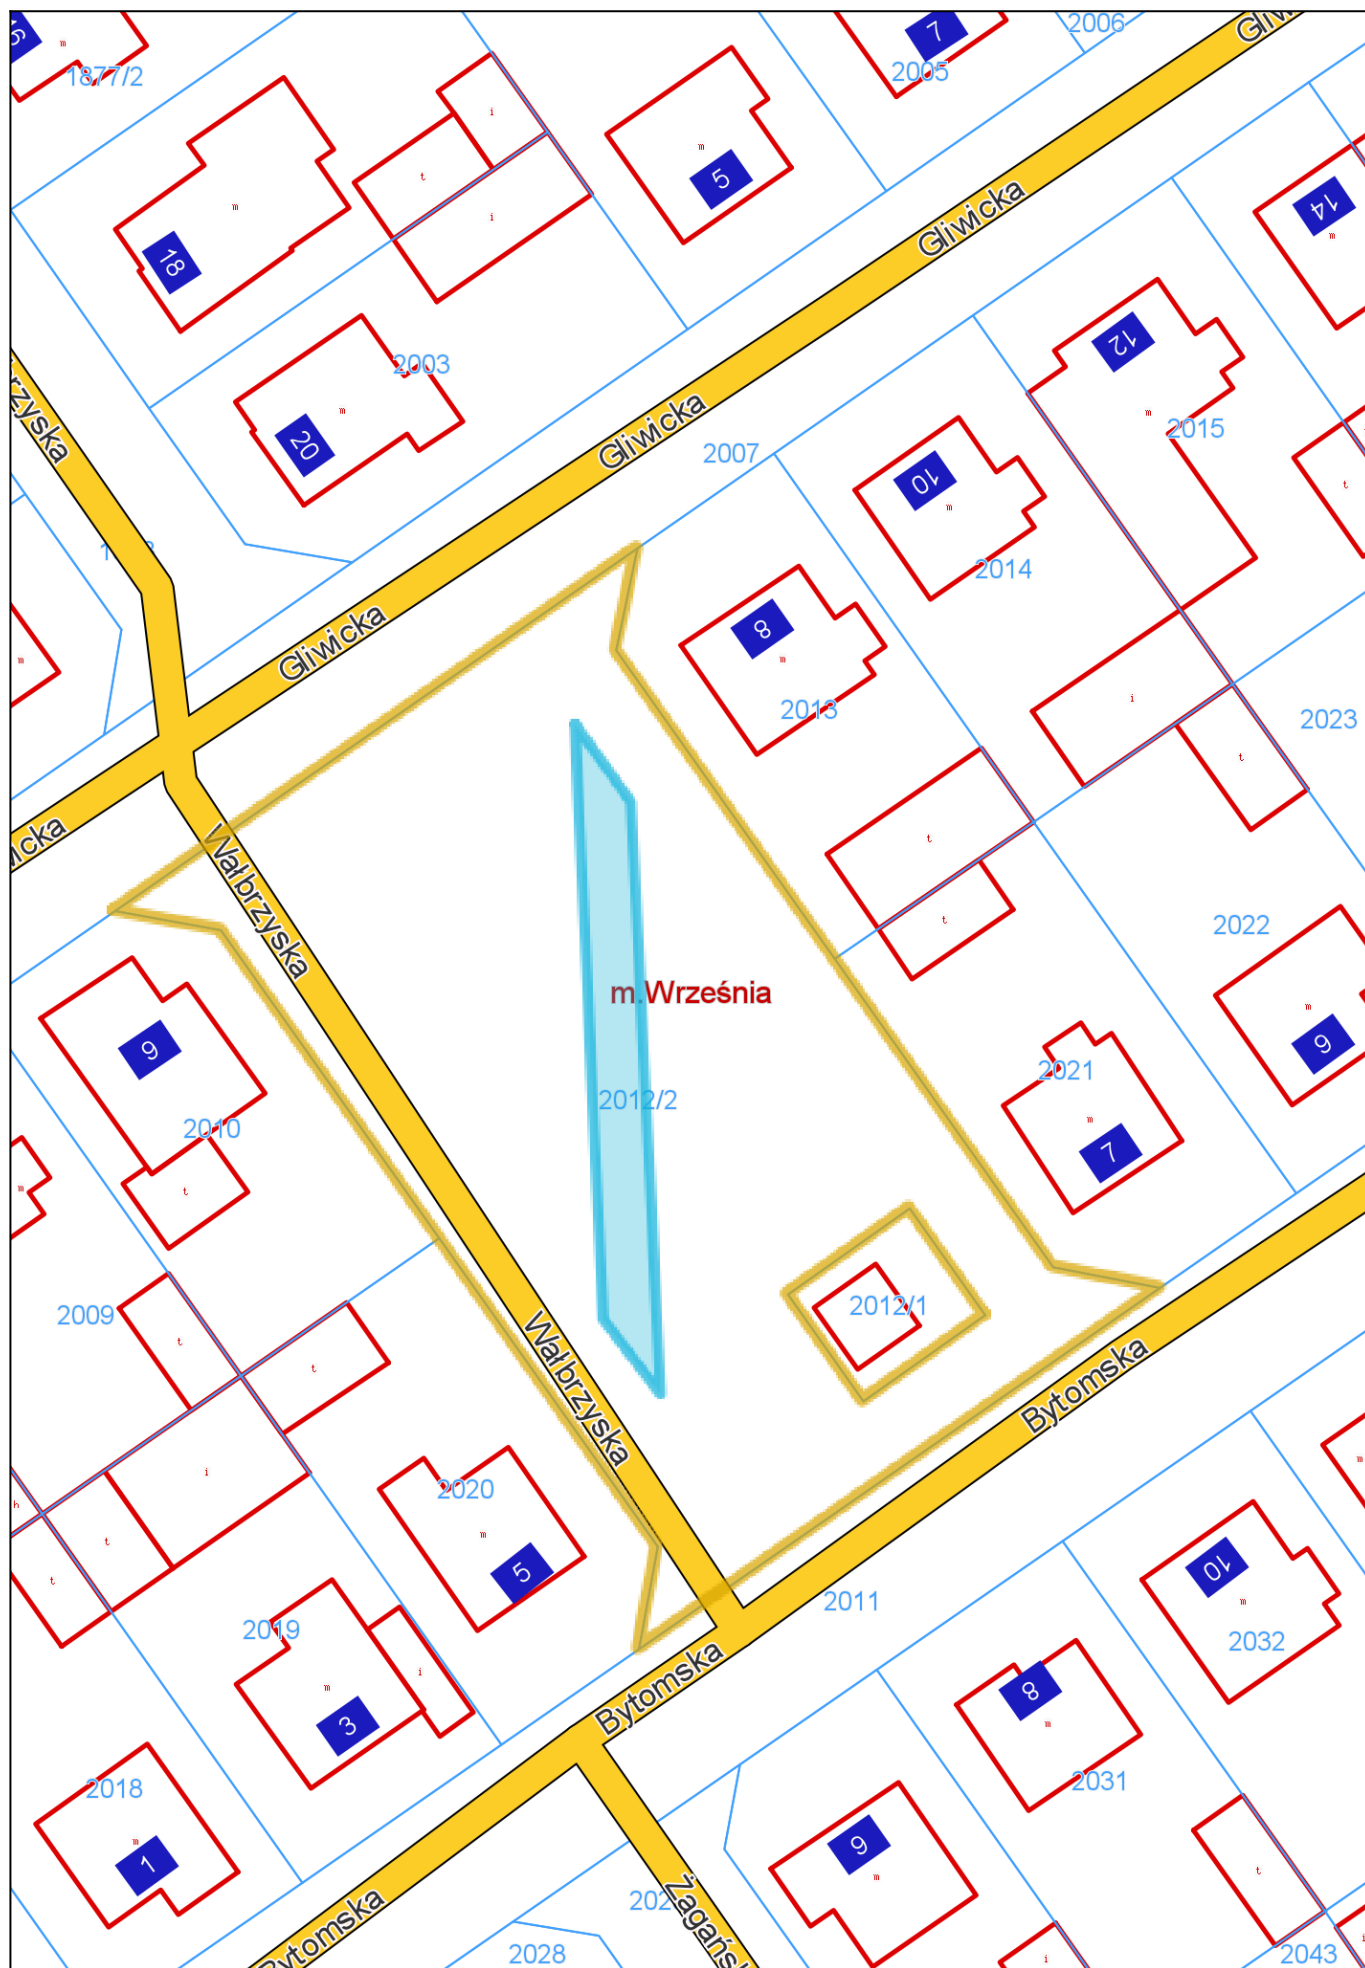 Gliwicka
2006
7
2005
1877/2
m
i
m
5
t
m
i
18
14
m
12
m
2015
2003
m
20
Gliwicka
Gliwicka
2007
10
m
t
2014
8
m
2013
Gliwicka
m
i
2023
t
t
t
2022
m
9
Wałbrzyska
m.Września
9
2010
2012/2
2021
m
7
t
m
2009
t
t
2012/1
i
h
t
t
Wałbrzyska
2020
m
5
Bytomska
m
10
m
2032
2011
2019
m
3
i
Bytomska
8
m
2031
2018
m
1
9
m
t
Bytomska
2028
i
2043
i